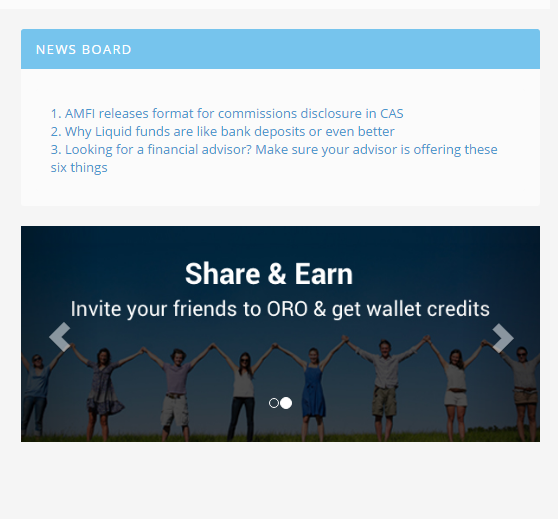 NEWS BOARD
1. AMFI releases format for commissions disclosure in CAS
2. Why Liquid funds are like bank deposits or even better
3. Looking for a financial advisor? Make sure your advisor is offering these
six things
Share & Earn
Invite your friends to ORO & get wallet credits